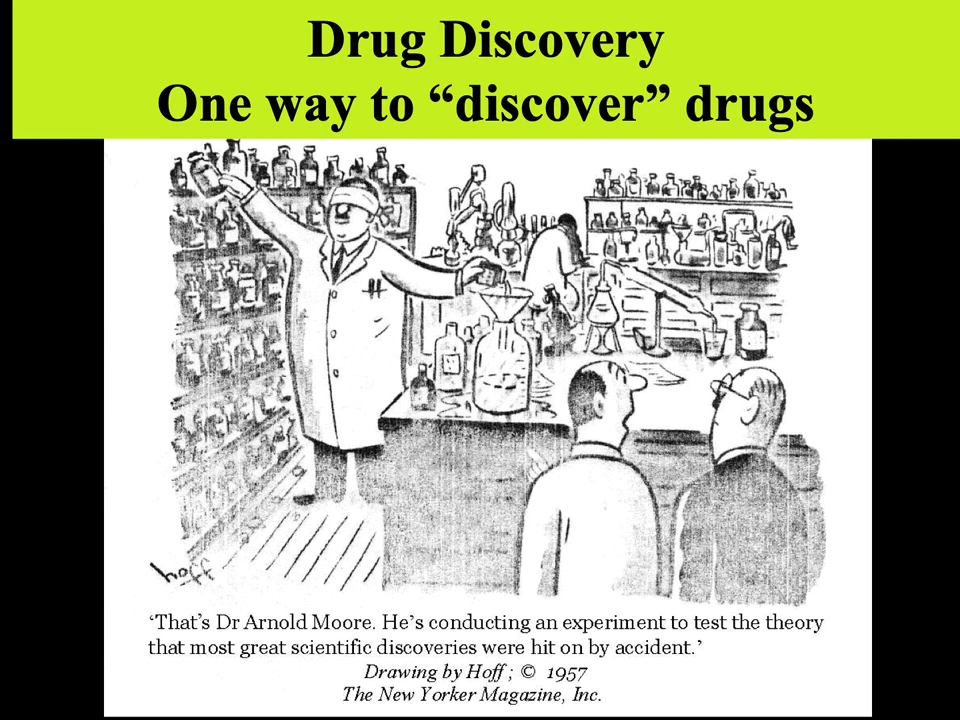 Drug Discovery
One way to “discover” drugs
hoff
‘That’s Dr Arnold Moore. He’s conducting an experiment to test the theory
that most great scientific discoveries were hit on by accident.’
Drawing by Hoff ; © 1957
The New Yorker Magazine, Inc.